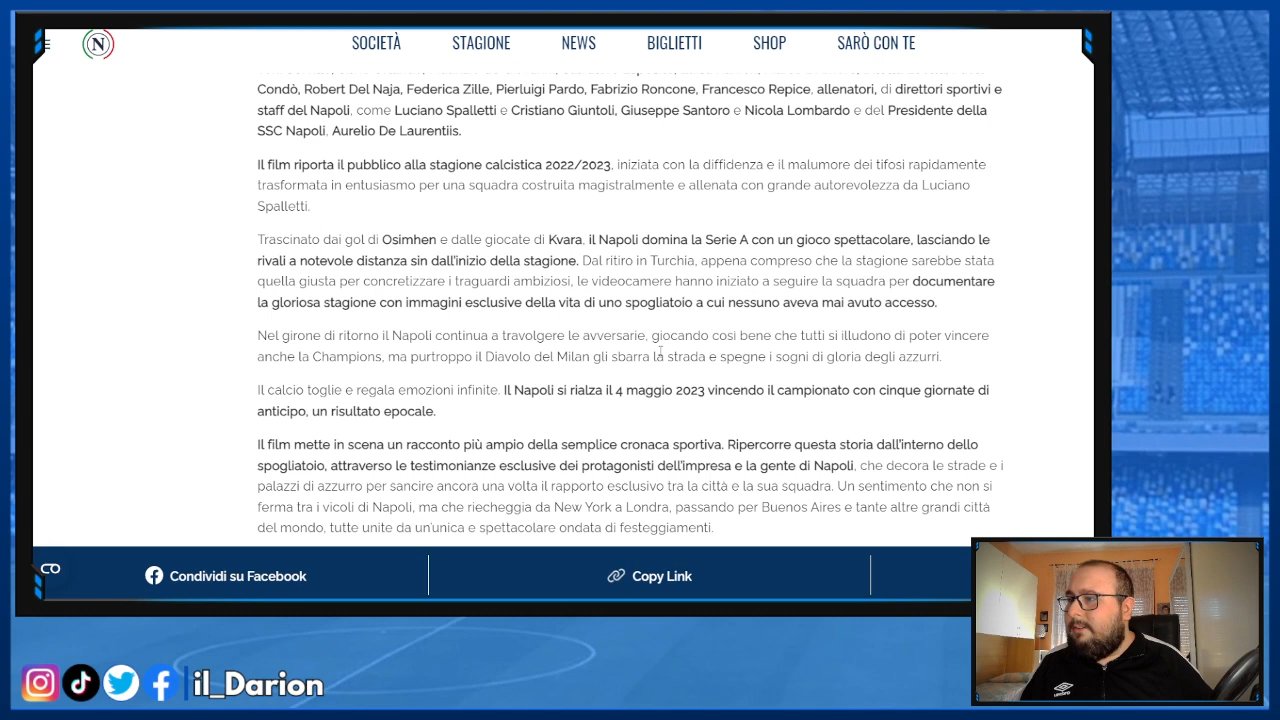 N
SOCIETÀ STAGIONE NEWS BIGLIETTI SHOP SARÒ CON TE
Condò, Robert Del Naja, Federica Zille, Pierluigi Pardo, Fabrizio Roncone, Francesco Repice, allenatori, di direttori sportivi e
staff del Napoli, come Luciano Spalletti e Cristiano Giuntoli, Giuseppe Santoro e Nicola Lombardo e del Presidente della
SSC Napoli, Aurelio De Laurentiis.
Il film riporta il pubblico alla stagione calcistica 2022/2023, iniziata con la diffidenza e il malumore dei tifosi rapidamente
trasformata in entusiasmo per una squadra costruita magistralmente e allenata con grande autorevolezza da Luciano
Spalletti.
Trascinato dai gol di Osimhen e dalle giocate di Kvara, il Napoli domina la Serie A con un gioco spettacolare, lasciando le
rivali a notevole distanza sin dall'inizio della stagione. Dal ritiro in Turchia, appena compreso che la stagione sarebbe stata
quella giusta per concretizzare i traguardi ambiziosi, le videocamere hanno iniziato a seguire la squadra per documentare
la gloriosa stagione con immagini esclusive della vita di uno spogliatoio a cui nessuno aveva mai avuto accesso.
Nel girone di ritorno il Napoli continua a travolgere le avversarie, giocando così bene che tutti si illudono di poter vincere
anche la Champions, ma purtroppo il Diavolo del Milan gli sbarra la strada e spegne i sogni di gloria degli azzurri.
Il calcio toglie e regala emozioni infinite. Il Napoli si rialza il 4 maggio 2023 vincendo il campionato con cinque giornate di
anticipo, un risultato epocale.
Il film mette in scena un racconto più ampio della semplice cronaca sportiva. Ripercorre questa storia dall'interno dello
spogliatoio, attraverso le testimonianze esclusive dei protagonisti dell'impresa e la gente di Napoli, che decora le strade e i
palazzi di azzurro per sancire ancora una volta il rapporto esclusivo tra la città e la sua squadra. Un sentimento che non si
ferma tra i vicoli di Napoli, ma che riecheggia da New York a Londra, passando per Buenos Aires e tante altre grandi città
del mondo, tutte unite da un'unica e spettacolare ondata di festeggiamenti.
Condividi su Facebook Copy Link
umbro
il_Darion